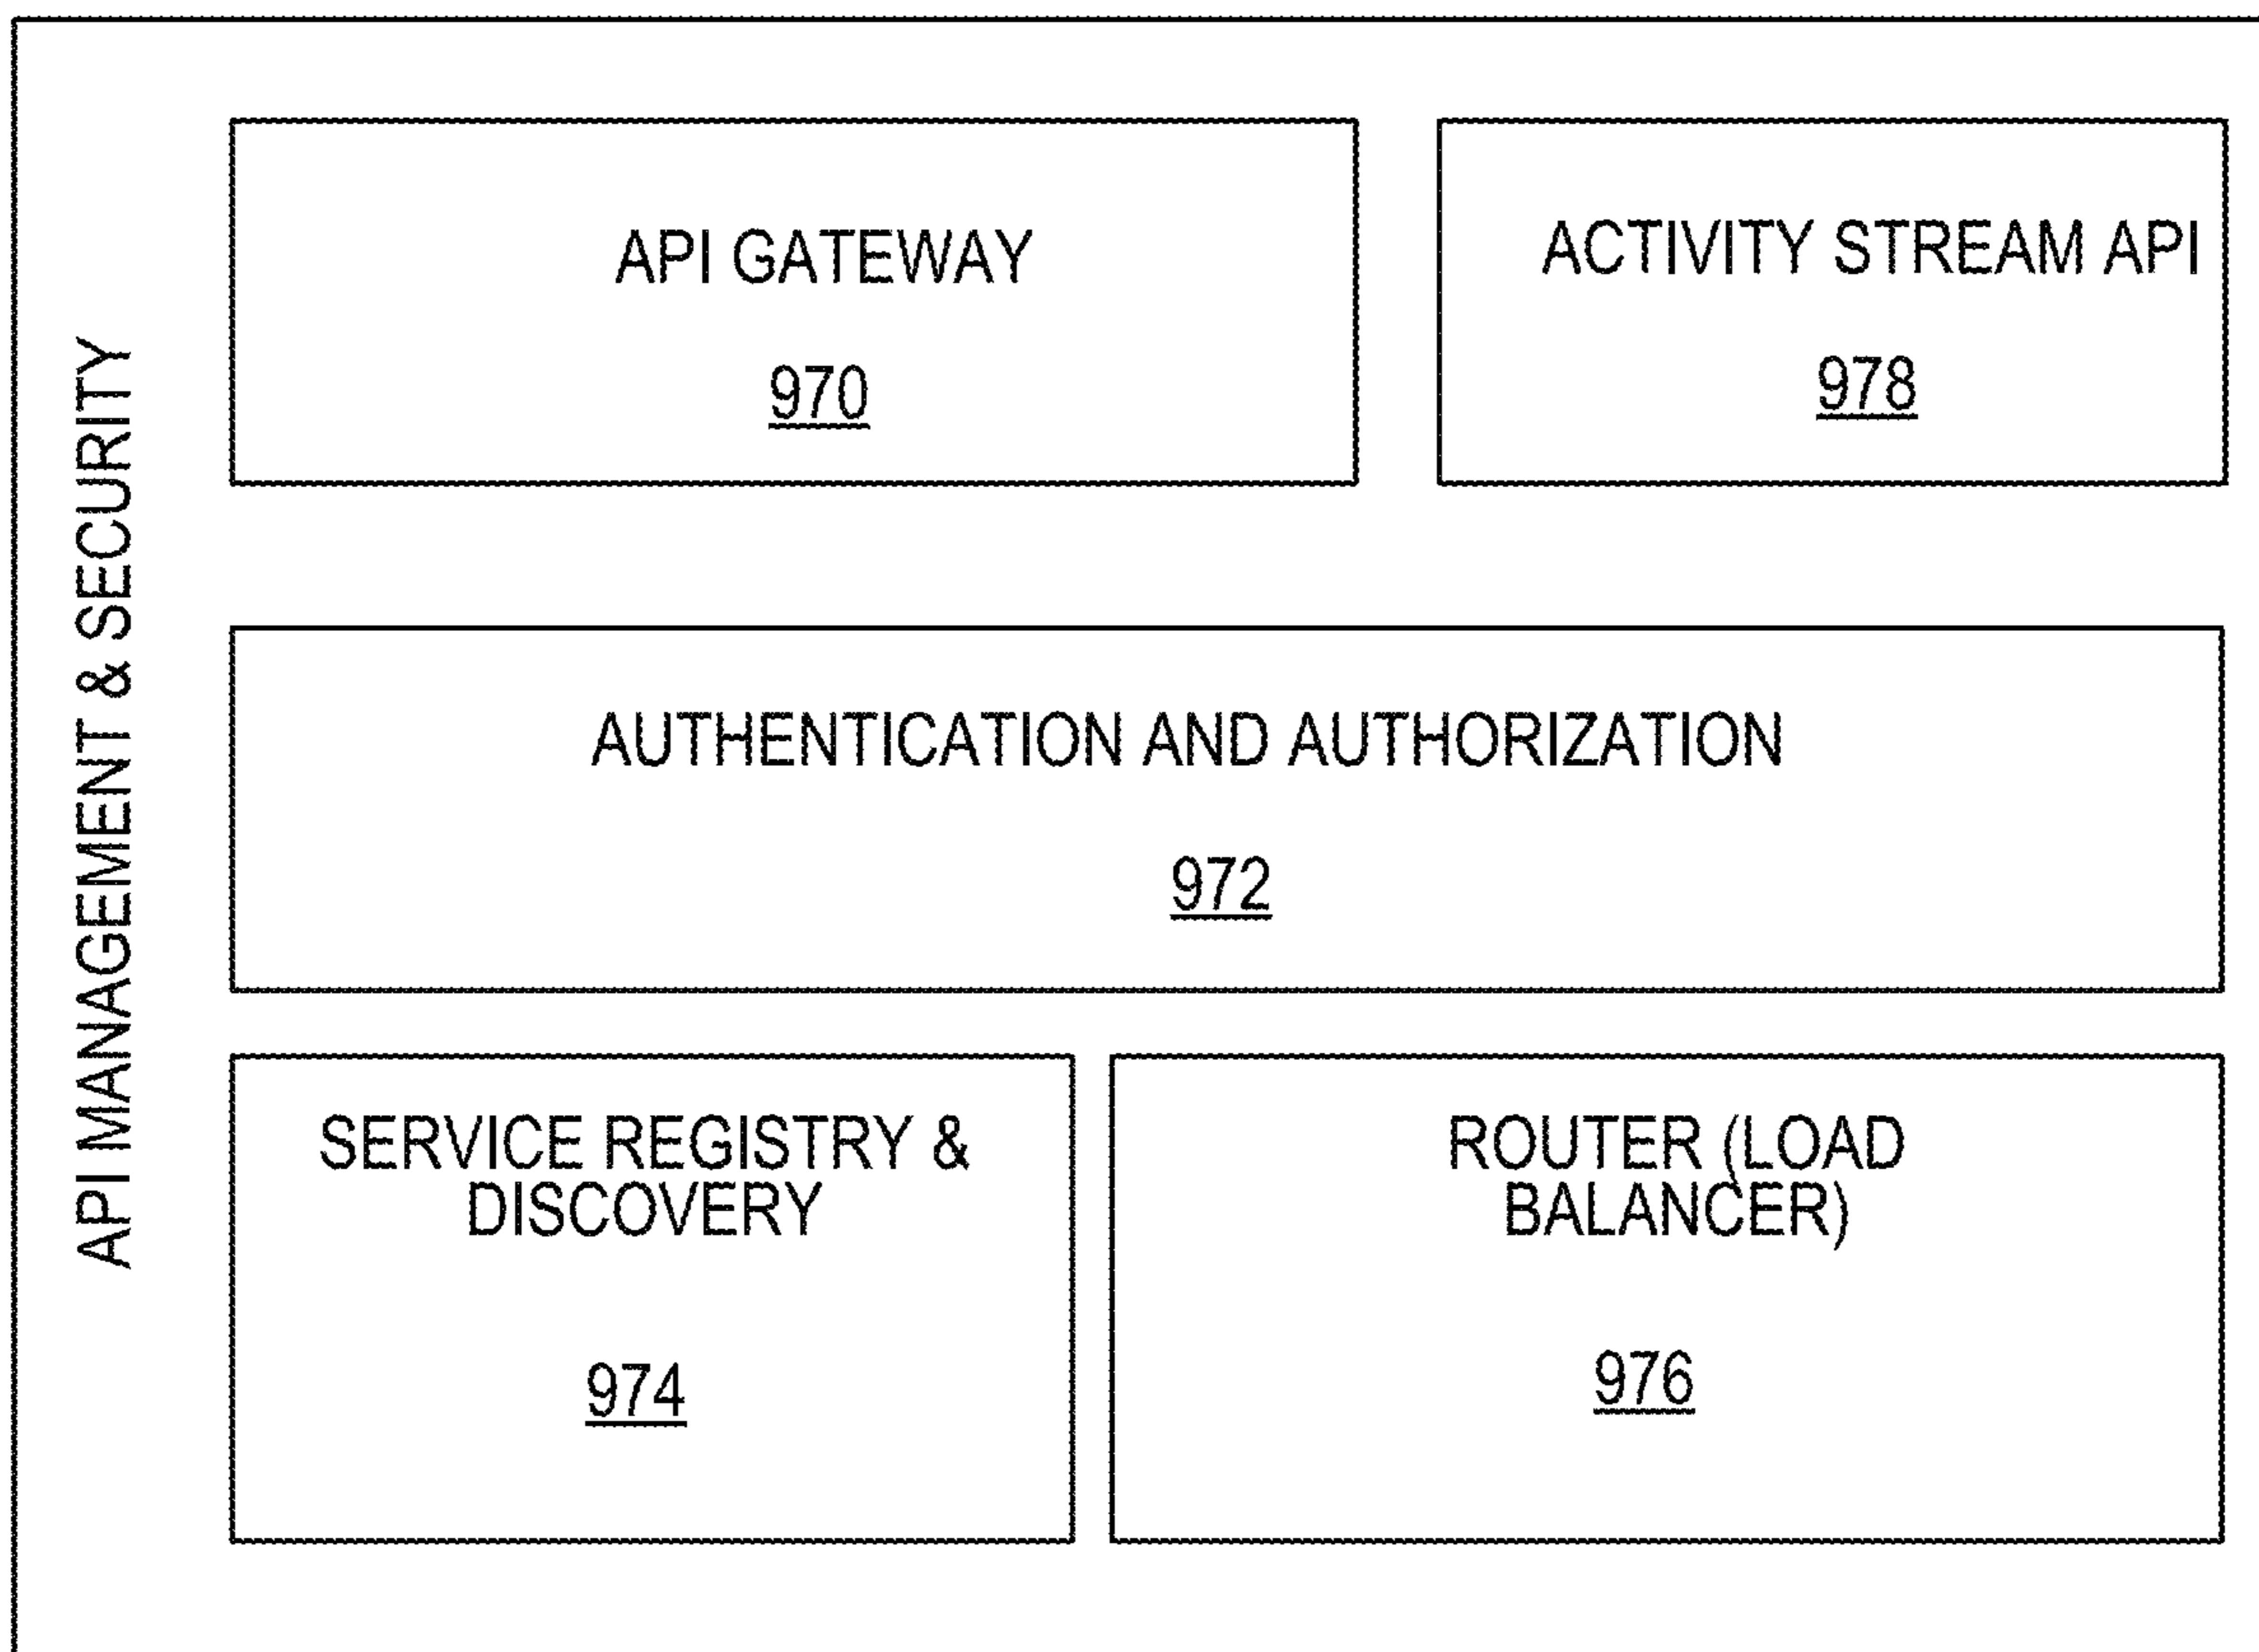 API MANAGEMENT & SECURITY
API GATEWAY
970
ACTIVITY STREAM API
978
AUTHENTICATION AND AUTHORIZATION
972
SERVICE REGISTRY &
DISCOVERY
974
ROUTER (LOAD
BALANCER)
976